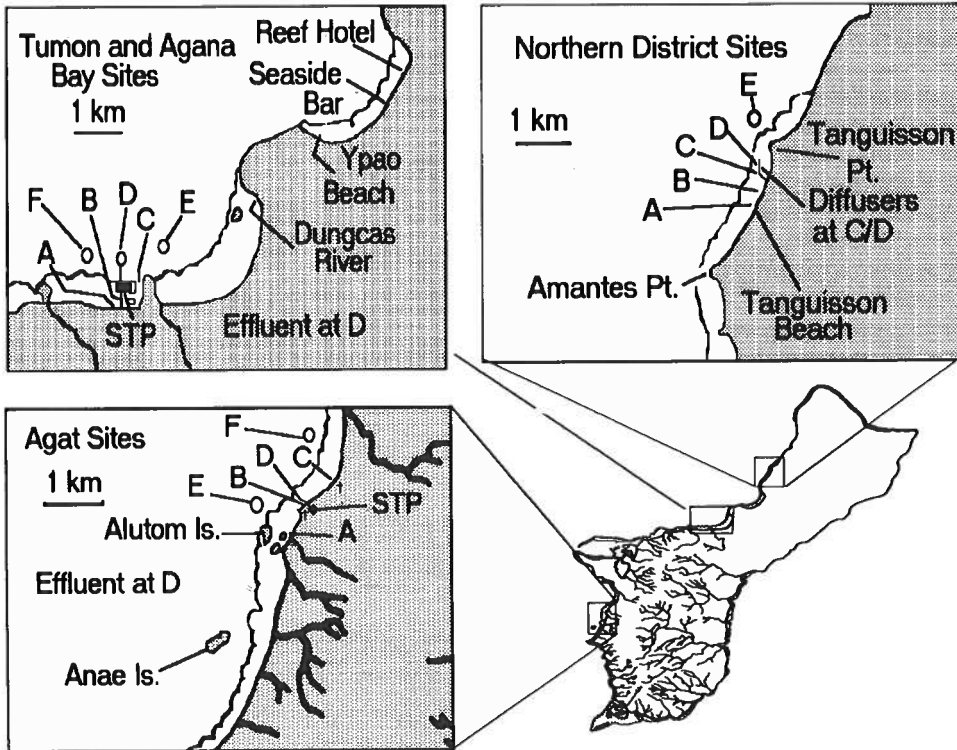 Tumon and Agana
Bay Sites
1 km
Reef Hotel
Seaside
Bar
Ypao
Beach
Dungcas
River
F
B
D
C
E
A
STP
Effluent at D
Northern District Sites
1 km
E
D
C
B
A
Tanguisson
Pt.
Diffusers
at C/D
Amantes Pt.
Tanguisson
Beach
Agat Sites
1 km
F
D
C
B
E
STP
A
Alutom Is.
Effluent at D
Anae Is.